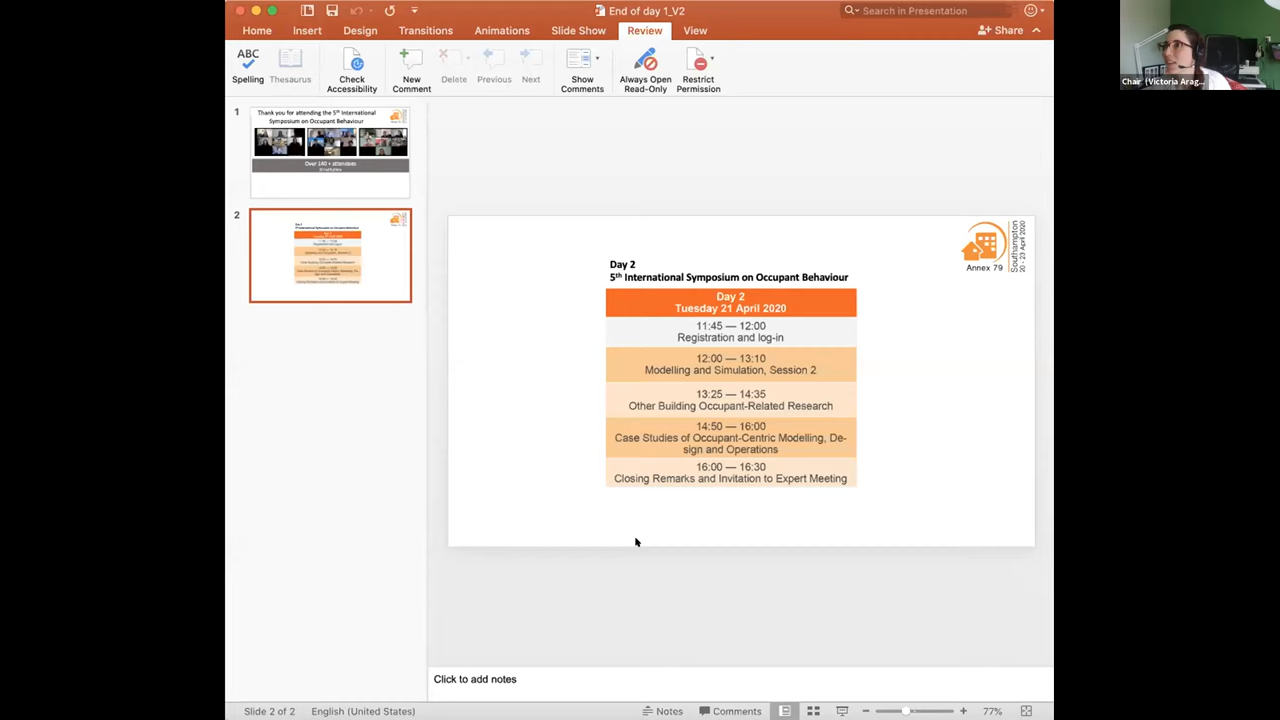 End of day 1_V2
Search in Presentation
Home
Insert
Design
Transitions
Animations
Slide Show
Review
View
Share
ABC
Spelling
Thesaurus
Check
Accessibility
New
Comment
Delete
Previous
Next
Show
Comments
Always Open
Read-Only
Restrict
Permission
Chair (Victoria Arag...
1
Thank you for attending the 5th International
Symposium on Occupant Behaviour
Over 140 + attendees
2
Day 2
5th International Symposium on Occupant Behaviour
Day 2
Tuesday 21 April 2020
11:45 — 12:00
Registration and log-in
12:00 — 13:10
Modelling and Simulation, Session 2
13:25 — 14:35
Other Building Occupant-Related Research
14:50 — 16:00
Case Studies of Occupant-Centric Modelling, De-
sign and Operations
16:00 — 16:30
Closing Remarks and Invitation to Expert Meeting
Annex 79
Southampton
20 - 23 April 2020
Click to add notes
Slide 2 of 2
English (United States)
Notes
Comments
77%